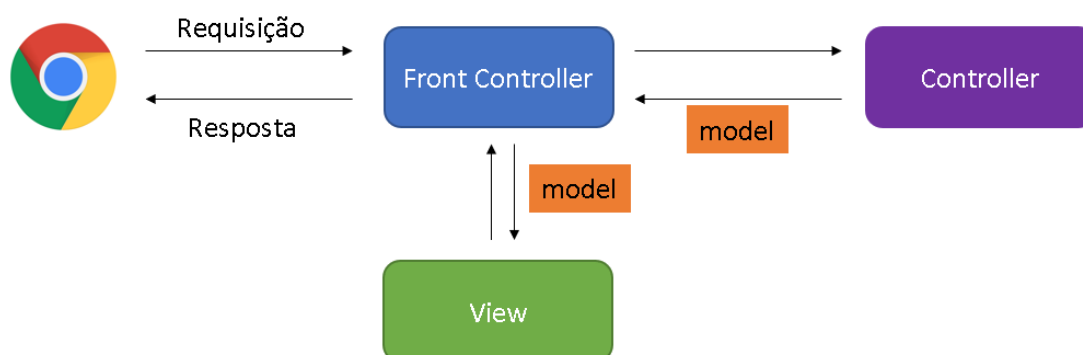 Requisição
Front Controller
Controller
Resposta
model
model
View